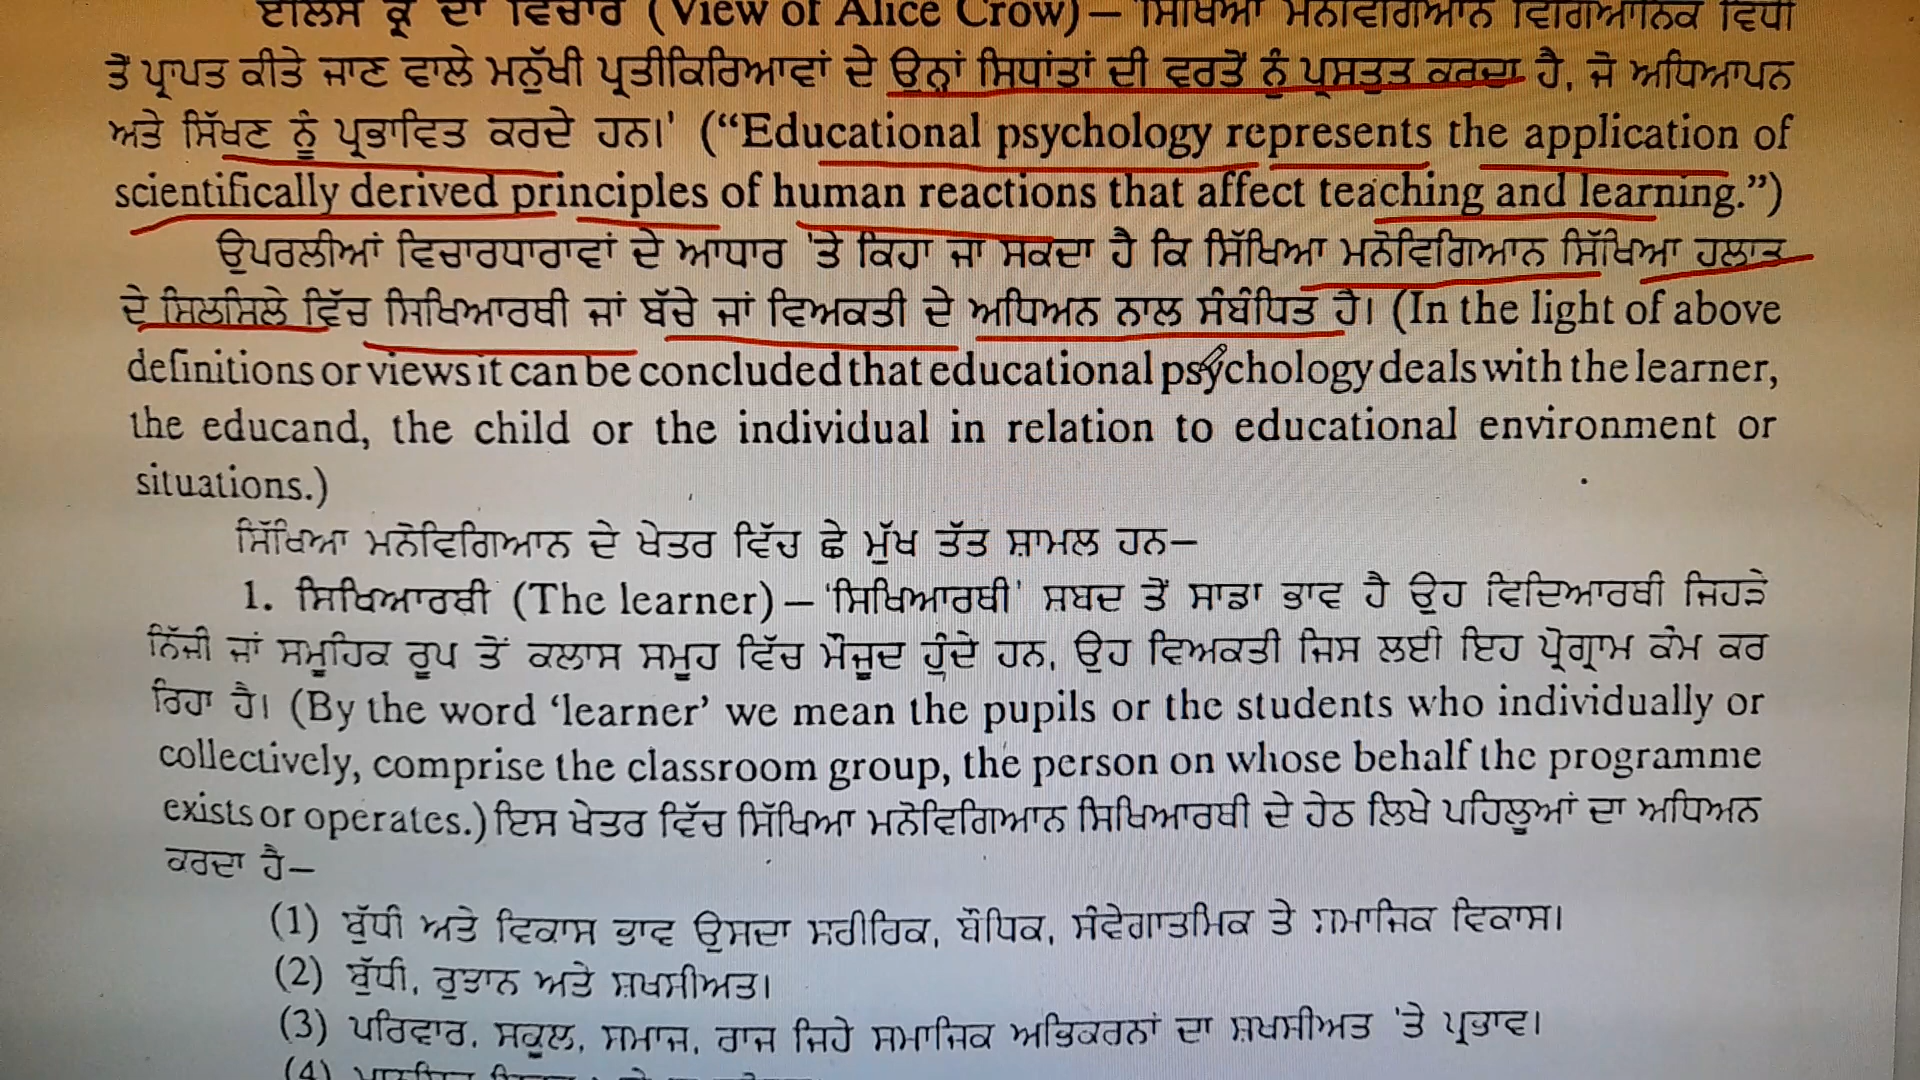 ਏਲਿਸ ਕ੍ਰੋ ਦਾ ਵਿਚਾਰ (View of Alice Crow)— 'ਸਿੱਖਿਆ ਮਨੋਵਿਗਿਆਨ ਵਿਗਿਆਨਿਕ ਵਿਧੀ
ਤੋਂ ਪ੍ਰਾਪਤ ਕੀਤੇ ਜਾਣ ਵਾਲੇ ਮਨੁੱਖੀ ਪ੍ਰਤੀਕਿਰਿਆਵਾਂ ਦੇ ਉਨ੍ਹਾਂ ਸਿਧਾਂਤਾਂ ਦੀ ਵਰਤੋਂ ਨੂੰ ਪ੍ਰਸਤੁਤ ਕਰਦਾ ਹੈ, ਜੋ ਅਧਿਆਪਨ
ਅਤੇ ਸਿੱਖਣ ਨੂੰ ਪ੍ਰਭਾਵਿਤ ਕਰਦੇ ਹਨ।' (“Educational psychology represents the application of
scientifically derived principles of human reactions that affect teaching and learning.”)
ਉਪਰਲੀਆਂ ਵਿਚਾਰਧਾਰਾਵਾਂ ਦੇ ਆਧਾਰ 'ਤੇ ਕਿਹਾ ਜਾ ਸਕਦਾ ਹੈ ਕਿ ਸਿੱਖਿਆ ਮਨੋਵਿਗਿਆਨ ਸਿੱਖਿਆ ਹਲਾਤ
ਦੇ ਸਿਲਸਿਲੇ ਵਿੱਚ ਸਿਖਿਆਰਥੀ ਜਾਂ ਬੱਚੇ ਜਾਂ ਵਿਅਕਤੀ ਦੇ ਅਧਿਅਨ ਨਾਲ ਸੰਬੰਧਿਤ ਹੈ। (In the light of above
definitions or views it can be concluded that educational psychology deals with the learner,
the educand, the child or the individual in relation to educational environment or
situations.)
ਸਿੱਖਿਆ ਮਨੋਵਿਗਿਆਨ ਦੇ ਖੇਤਰ ਵਿੱਚ ਛੇ ਮੁੱਖ ਤੱਤ ਸ਼ਾਮਲ ਹਨ—
1. ਸਿਖਿਆਰਥੀ (The learner) — 'ਸਿਖਿਆਰਥੀ' ਸ਼ਬਦ ਤੋਂ ਸਾਡਾ ਭਾਵ ਹੈ ਉਹ ਵਿਦਿਆਰਥੀ ਜਿਹੜੇ
ਨਿੱਜੀ ਜਾਂ ਸਮੂਹਿਕ ਰੂਪ ਤੋਂ ਕਲਾਸ ਸਮੂਹ ਵਿੱਚ ਮੌਜੂਦ ਹੁੰਦੇ ਹਨ, ਉਹ ਵਿਅਕਤੀ ਜਿਸ ਲਈ ਇਹ ਪ੍ਰੋਗ੍ਰਾਮ ਕੰਮ ਕਰ
ਰਿਹਾ ਹੈ। (By the word ‘learner’ we mean the pupils or the students who individually or
collectively, comprise the classroom group, the person on whose behalf the programme
exists or operates.) ਇਸ ਖੇਤਰ ਵਿੱਚ ਸਿੱਖਿਆ ਮਨੋਵਿਗਿਆਨ ਸਿਖਿਆਰਥੀ ਦੇ ਹੇਠ ਲਿਖੇ ਪਹਿਲੂਆਂ ਦਾ ਅਧਿਅਨ
ਕਰਦਾ ਹੈ—
(1) ਬੁੱਧੀ ਅਤੇ ਵਿਕਾਸ ਭਾਵ ਉਸਦਾ ਸਰੀਰਿਕ, ਬੌਧਿਕ, ਸੰਵੇਗਾਤਮਿਕ ਤੇ ਸਮਾਜਿਕ ਵਿਕਾਸ।
(2) ਬੁੱਧੀ, ਰੁਝਾਨ ਅਤੇ ਸ਼ਖਸੀਅਤ।
(3) ਪਰਿਵਾਰ, ਸਕੂਲ, ਸਮਾਜ, ਰਾਜ ਜਿਹੇ ਸਮਾਜਿਕ ਅਭਿਕਰਨਾਂ ਦਾ ਸ਼ਖਸੀਅਤ 'ਤੇ ਪ੍ਰਭਾਵ।
(4)